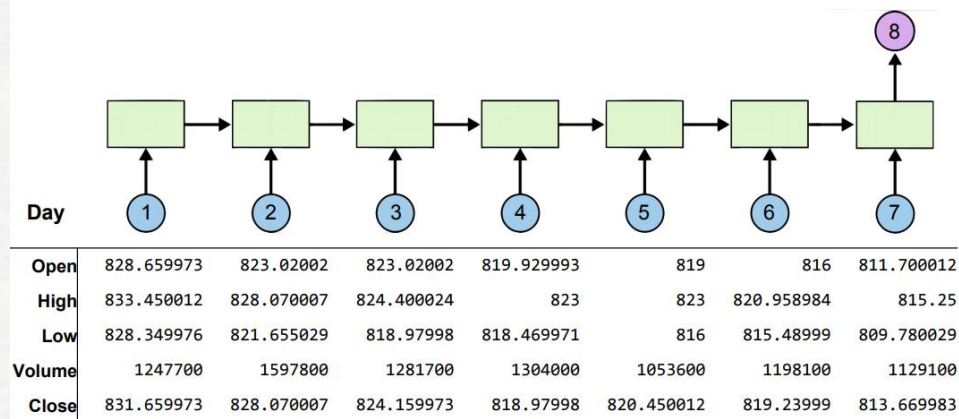 8
Day 1 2 3 4 5 6 7
Open 828.659973 823.02002 823.02002 819.929993 819 816 811.700012
High 833.450012 828.070007 824.400024 823 823 820.958984 815.25
Low 828.349976 821.655029 818.97998 818.469971 816 815.48999 809.780029
Volume 1247700 1597800 1281700 1304000 1053600 1198100 1129100
Close 831.659973 828.070007 824.159973 818.97998 820.450012 819.23999 813.669983